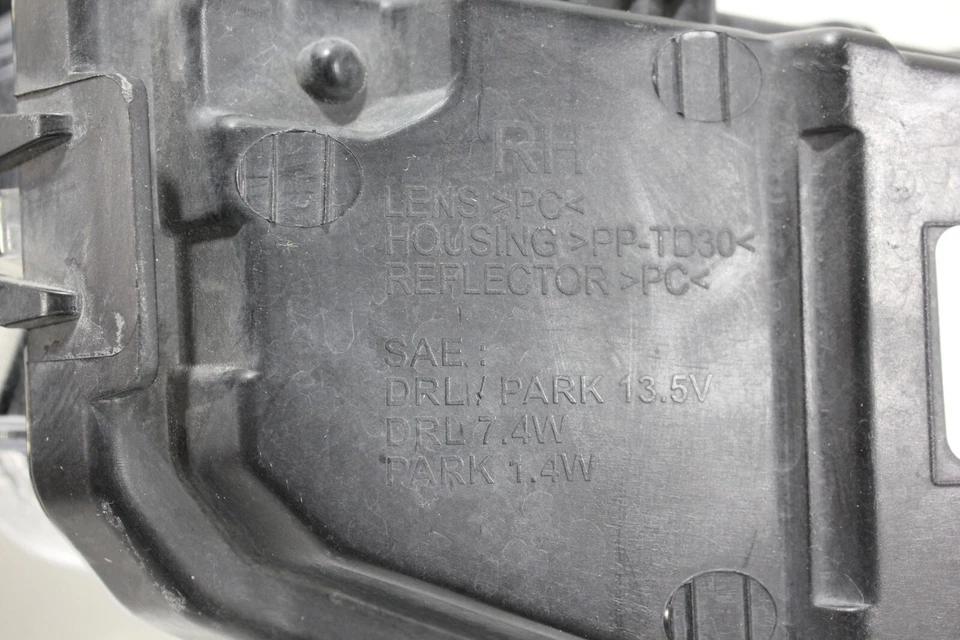 RH
LENS >PC<
HOUSING >PP-TD30<
REFLECTOR >PC<
SAE :
DRL / PARK 13.5V
DRL 7.4W
PARK 1.4W